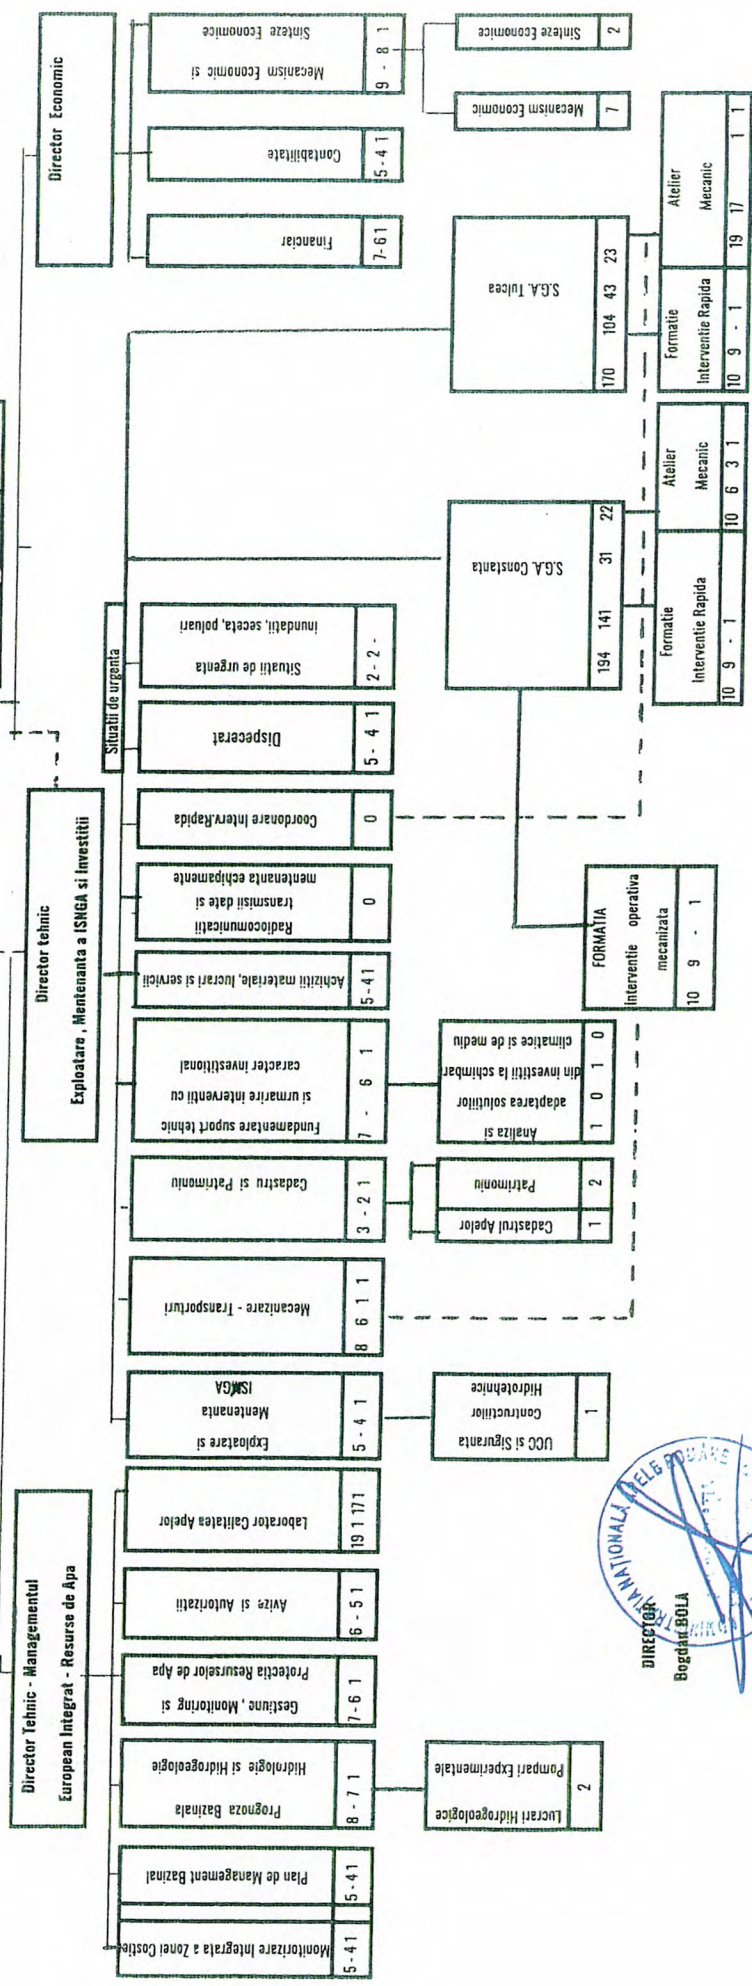 Director Tehnic - Managementul
European Integrat - Resurse de Apa
Monitorizare Integrata a Zonei Costiere
5 - 4 1
Plan de Management Bazinal
5 - 4 1
Prognoza Bazinala
Hidrologie si Hidrogeologie
8 - 7 1
Lucrari Hidrogeologice
Pompari Experimentale
2
Gestiune , Monitoring si
Protectia Resurselor de Apa
7 - 6 1
Avize si Autorizatii
6 - 5 1
Laborator Calitatea Apelor
19 1 17 1
Director tehnic
Exploatare , Mentenanta a ISNGA si Investitii
Exploatare si
Mentenanta
ISNGA
5 - 4 1
UCC si Siguranta
Contructiilor
Hidrotehnice
1
Mecanizare - Transporturi
8 6 1 1
Cadastru si Patrimoniu
3 - 2 1
Cadastrul Apelor
1
Patrimoniu
2
Fundamentare suport tehnic
si urmarire interventii cu
caracter investitional
7 - 6 1
Analiza si
adaptarea solutiilor
din investitii la schimbar
climatice si de mediu
1 0 1 0
Achizitii materiale, lucrari si servicii
5 - 4 1
Radiocomunicatii
transmisii date si
mentenanta echipamente
0
Coordonare Interv.Rapida
0
Situatii de urgenta
Dispecerat
5 - 4 1
Situatii de urgenta
inundatii, seceta, poluari
2 - 2 -
FORMATIA
Interventie operativa
mecanizata
10 9 - 1
S.G.A. Constanta
194 141 31 22
Formatie
Interventie Rapida
10 9 - 1
Atelier
Mecanic
10 6 3 1
S.G.A. Tulcea
170 104 43 23
Formatie
Interventie Rapida
10 9 - 1
Atelier
Mecanic
19 17 1 1
Director Economic
Financiar
7 - 6 1
Contabilitate
5 - 4 1
Mecanism Economic si
Sinteze Economice
9 - 8 1
Mecanism Economic
7
Sinteze Economice
2
DIRECTOR
Bogdan BOLA
NAȚIONALĂ APELE ROMÂNE